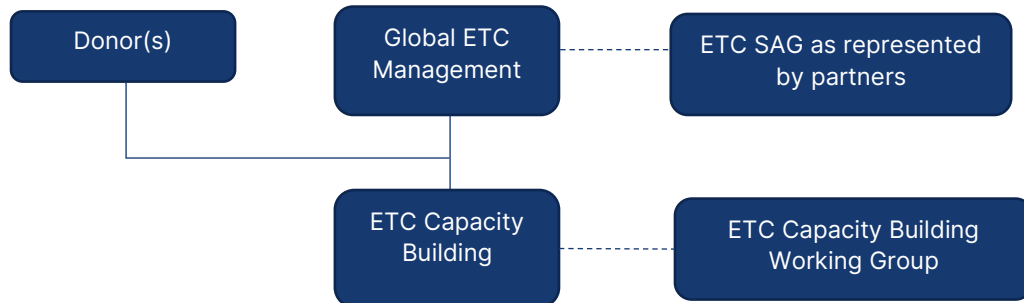 Donor(s)
Global ETC
Management
ETC SAG as represented
by partners
ETC Capacity
Building
ETC Capacity Building
Working Group